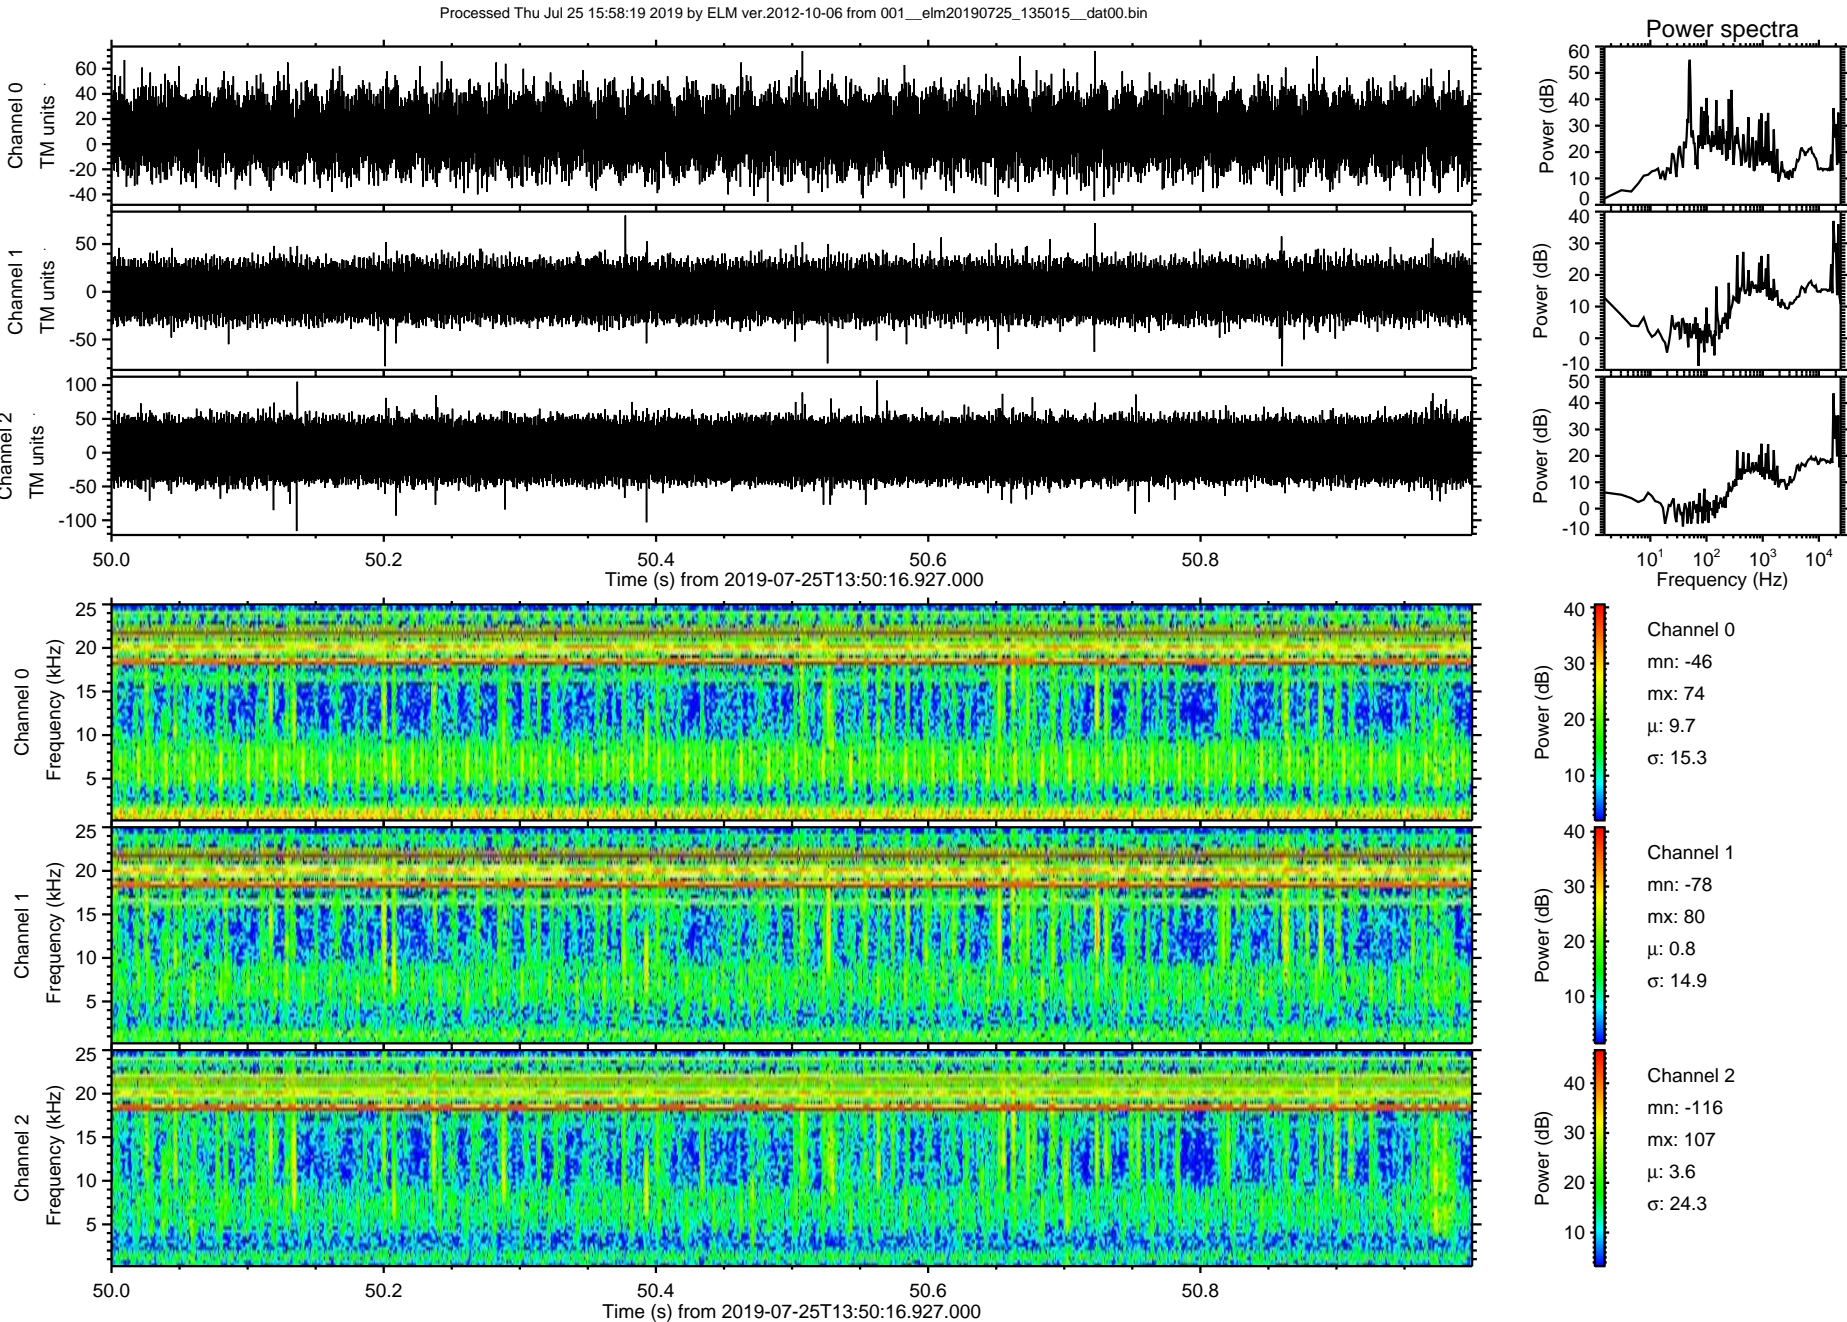 Processed Thu Jul 25 15:58:19 2019 by ELM ver.2012-10-06 from 001__elm20190725_135015__dat00.bin
Power spectra
Channel 0
TM units
60
40
20
0
-20
-40
Power (dB)
60
50
40
30
20
10
0
Channel 1
TM units
50
0
-50
Power (dB)
40
30
20
10
0
-10
Channel 2
TM units
100
50
0
-50
-100
Power (dB)
50
40
30
20
10
0
-10
50.0 50.2 50.4 50.6 50.8
Time (s) from 2019-07-25T13:50:16.927.000
10^1 10^2 10^3 10^4
Frequency (Hz)
Channel 0
Frequency (kHz)
25
20
15
10
5
Power (dB)
40
30
20
10
Channel 0
mn: -46
mx: 74
μ: 9.7
σ: 15.3
Channel 1
Frequency (kHz)
25
20
15
10
5
Power (dB)
40
30
20
10
Channel 1
mn: -78
mx: 80
μ: 0.8
σ: 14.9
Channel 2
Frequency (kHz)
25
20
15
10
5
Power (dB)
40
30
20
10
Channel 2
mn: -116
mx: 107
μ: 3.6
σ: 24.3
50.0 50.2 50.4 50.6 50.8
Time (s) from 2019-07-25T13:50:16.927.000